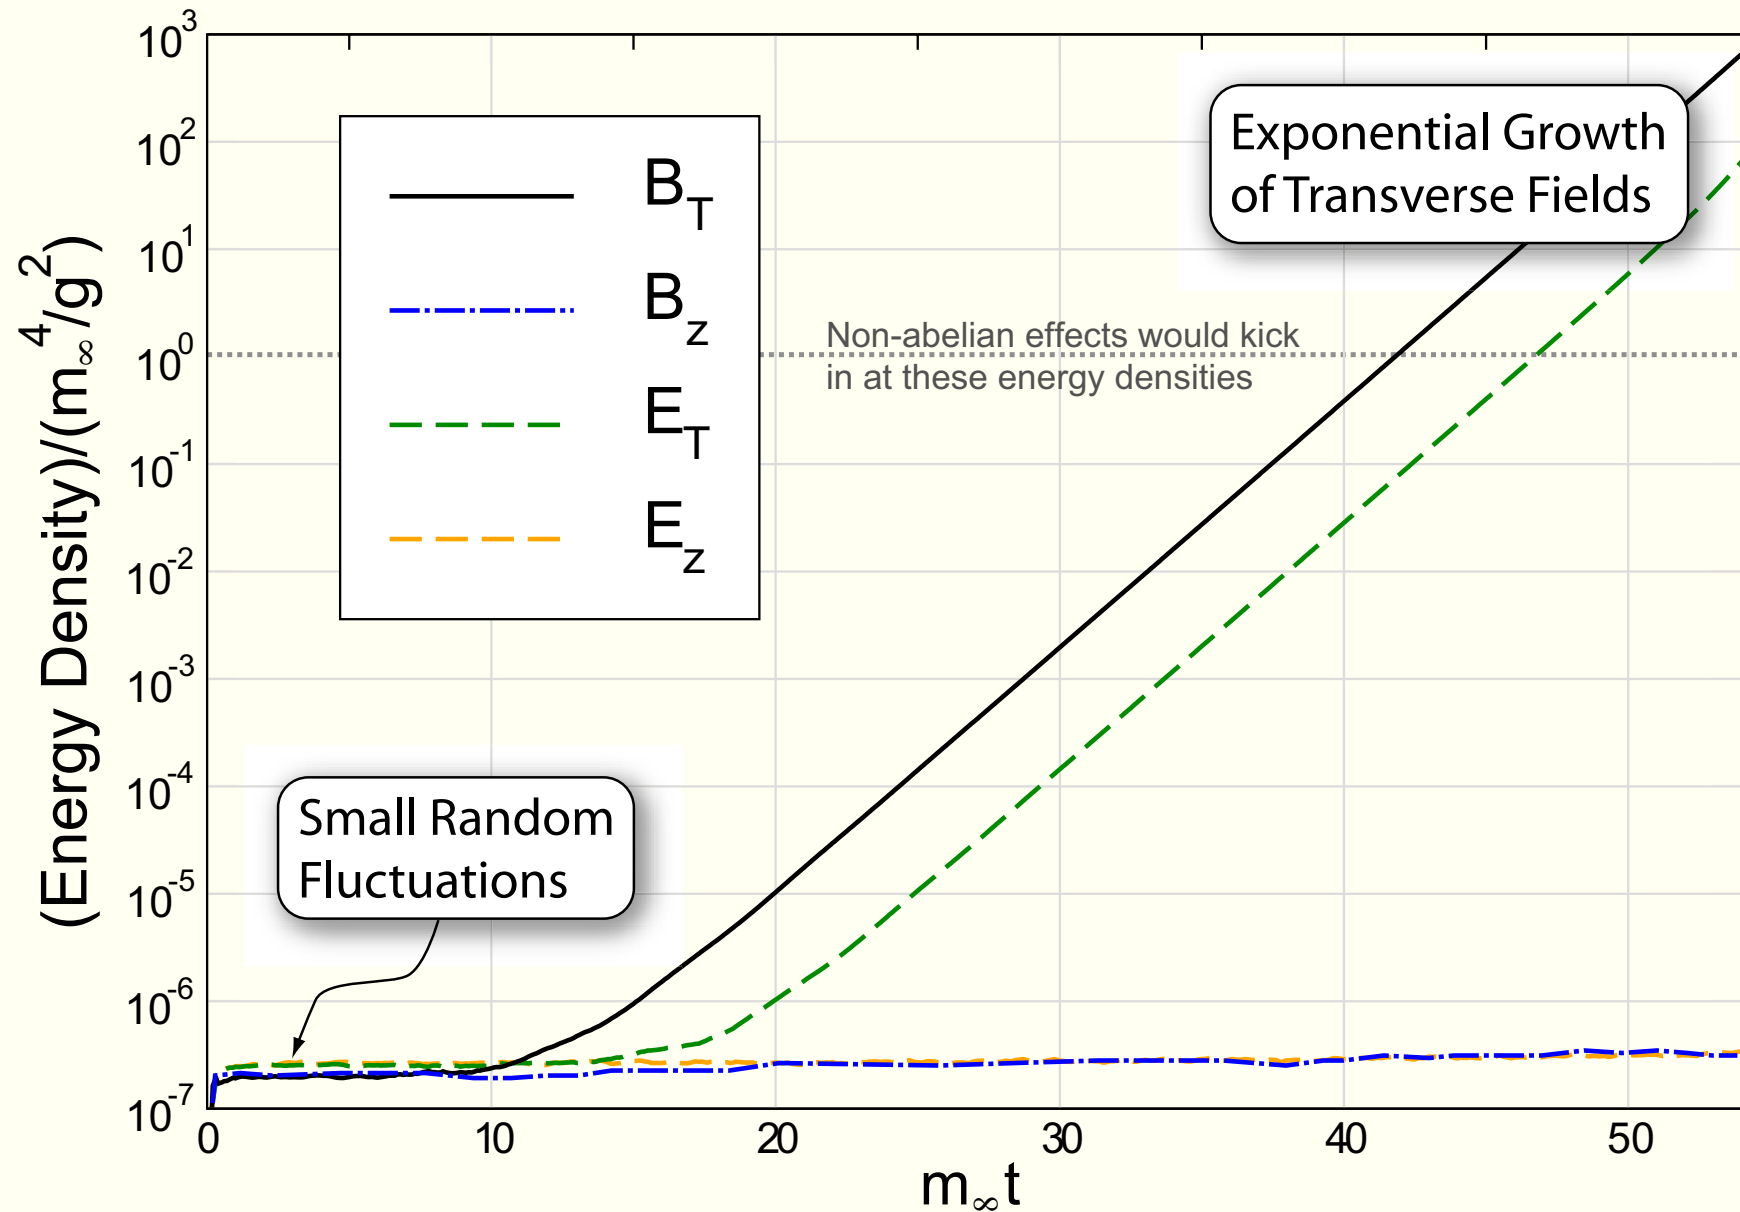 10^3
10^2
10^1
10^0
10^-1
10^-2
10^-3
10^-4
10^-5
10^-6
10^-7
(Energy Density)/(m_∞^4/g^2)
B_T
B_z
E_T
E_z
Exponential Growth
of Transverse Fields
Non-abelian effects would kick
in at these energy densities
Small Random
Fluctuations
0 10 20 30 40 50
m_∞t